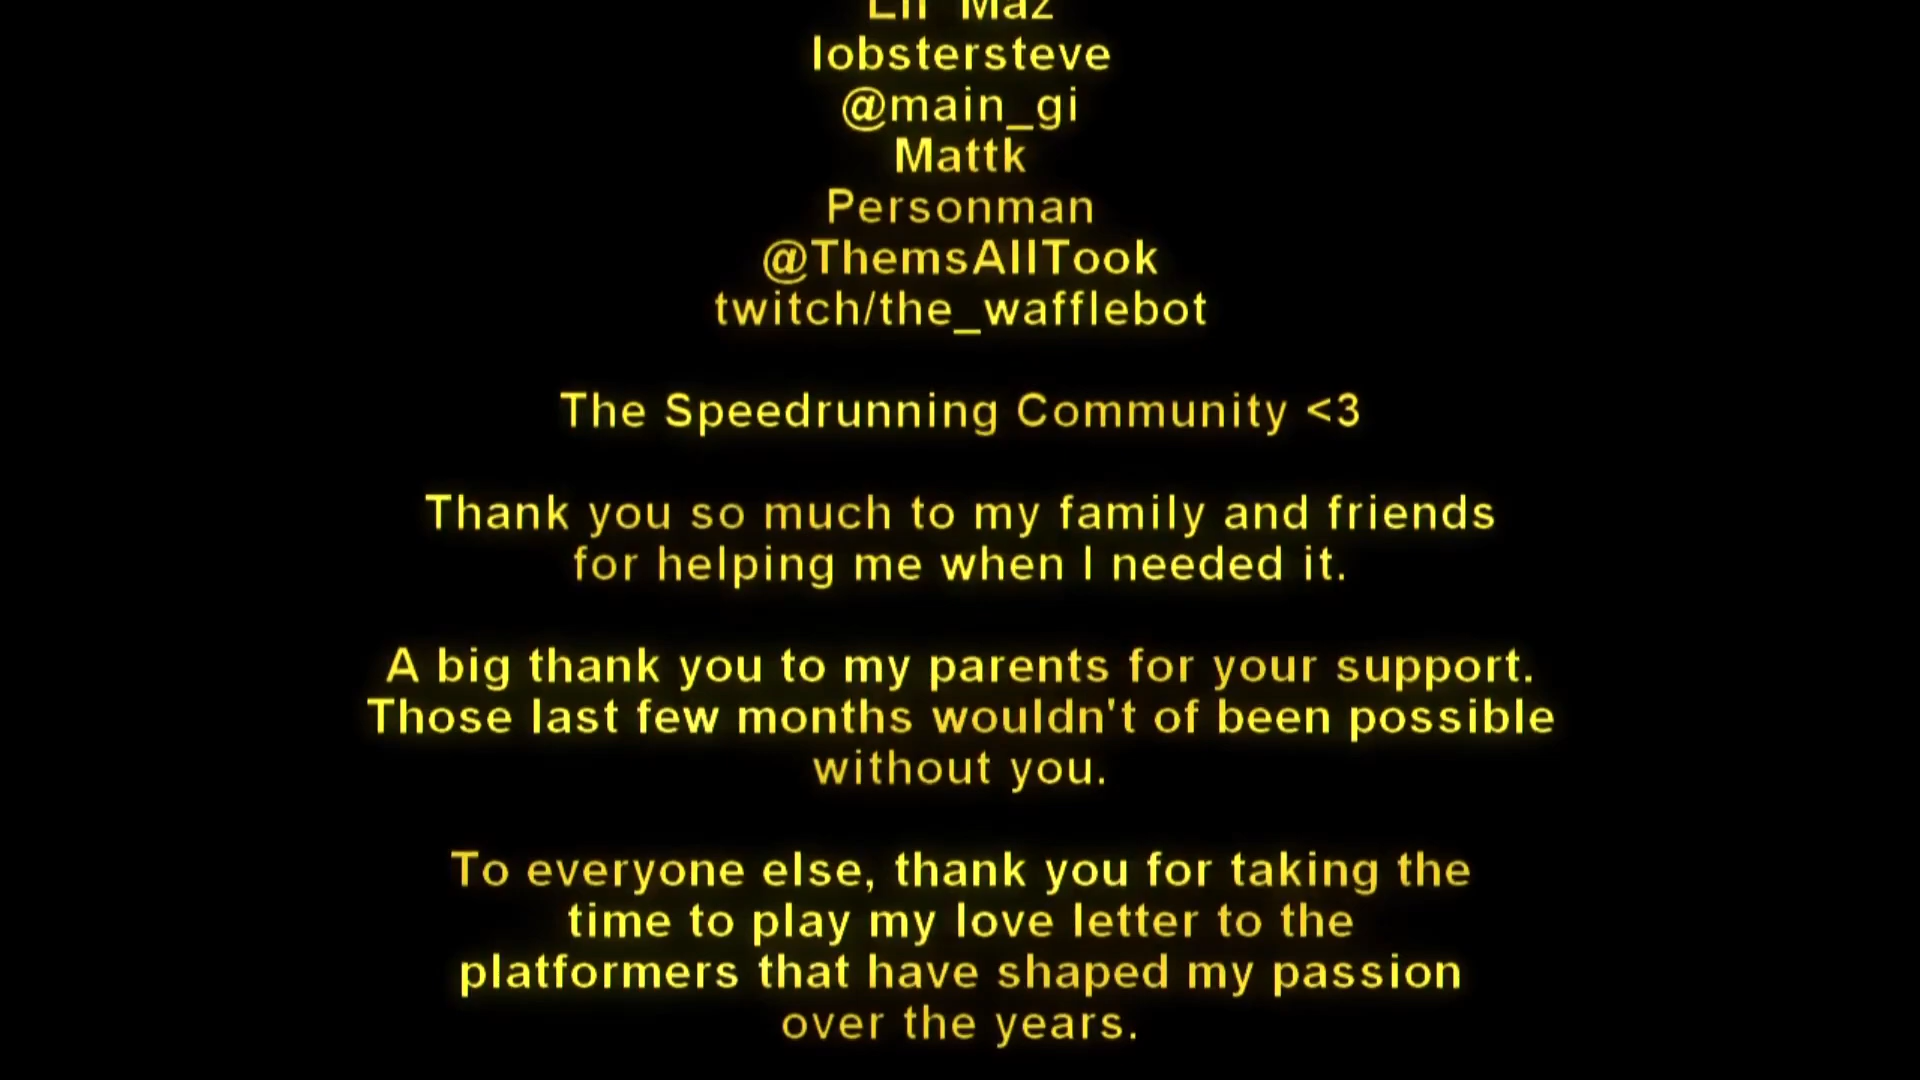 Maz
lobstersteve
@main_gi
Mattk
Personman
@ThemsAllTook
twitch/the_wafflebot
The Speedrunning Community <3
Thank you so much to my family and friends
for helping me when I needed it.
A big thank you to my parents for your support.
Those last few months wouldn't of been possible
without you.
To everyone else, thank you for taking the
time to play my love letter to the
platformers that have shaped my passion
over the years.